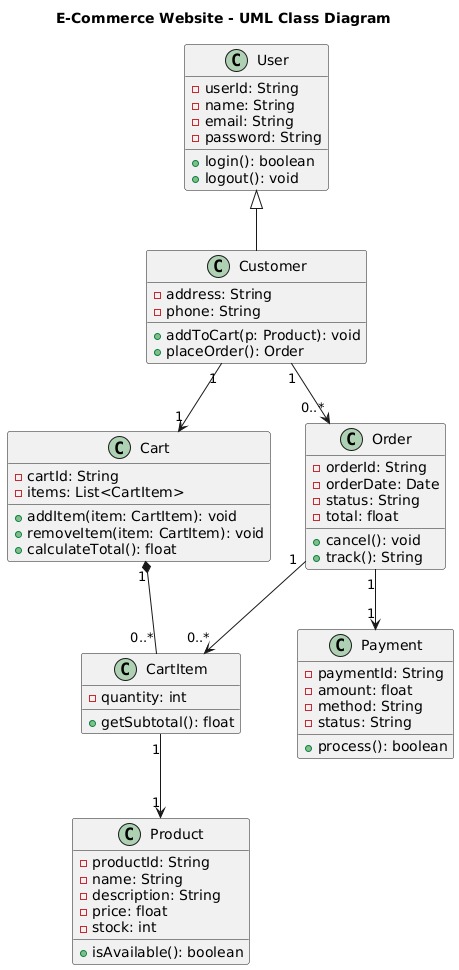 E-Commerce Website - UML Class Diagram
C User
userId: String
name: String
email: String
password: String
login(): boolean
logout(): void
C Customer
address: String
phone: String
addToCart(p: Product): void
placeOrder(): Order
1
1
1
0..*
C Cart
cartId: String
items: List<CartItem>
addItem(item: CartItem): void
removeItem(item: CartItem): void
calculateTotal(): float
C Order
orderId: String
orderDate: Date
status: String
total: float
cancel(): void
track(): String
1
0..*
1
0..*
1
1
C CartItem
quantity: int
getSubtotal(): float
C Payment
paymentId: String
amount: float
method: String
status: String
process(): boolean
1
1
C Product
productId: String
name: String
description: String
price: float
stock: int
isAvailable(): boolean